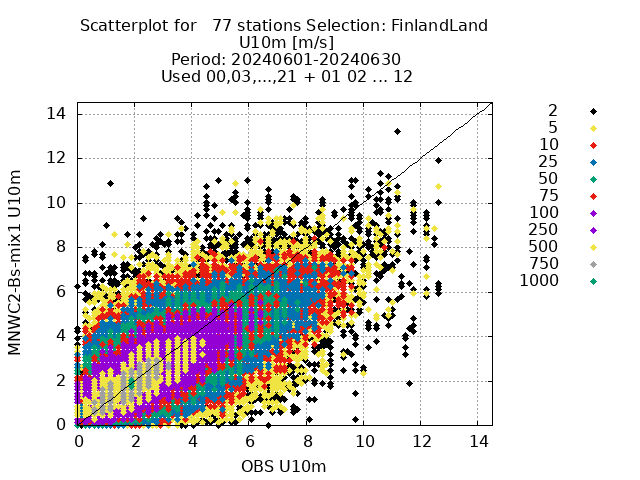 Scatterplot for   77 stations Selection: FinlandLand
U10m [m/s]
Period: 20240601-20240630
Used 00,03,...,21 + 01 02 ... 12
MNWC2-Bs-mix1 U10m
14
12
10
8
6
4
2
0
0 2 4 6 8 10 12 14
OBS U10m
2
5
10
25
50
75
100
250
500
750
1000